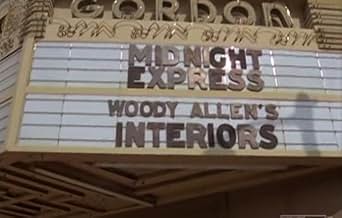 GORDON
MIDNIGHT
EXPRESS
WOODY ALLEN'S
INTERIORS